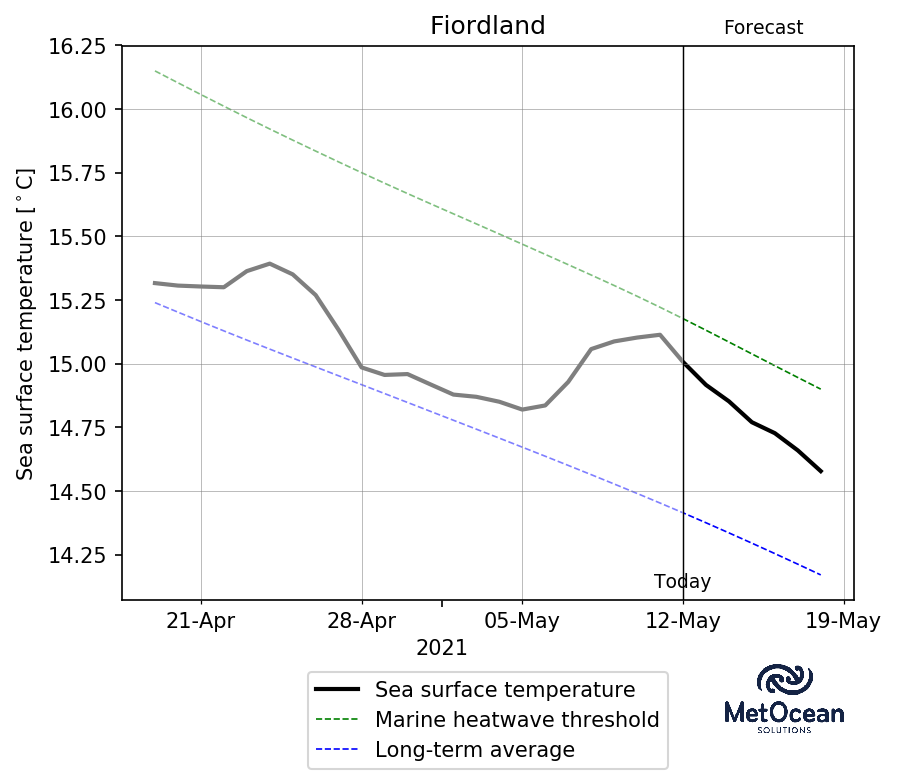 Fiordland
Forecast
Sea surface temperature [°C]
16.25
16.00
15.75
15.50
15.25
15.00
14.75
14.50
14.25
Today
21-Apr
28-Apr
05-May
12-May
19-May
2021
Sea surface temperature
Marine heatwave threshold
Long-term average
MetOcean
SOLUTIONS